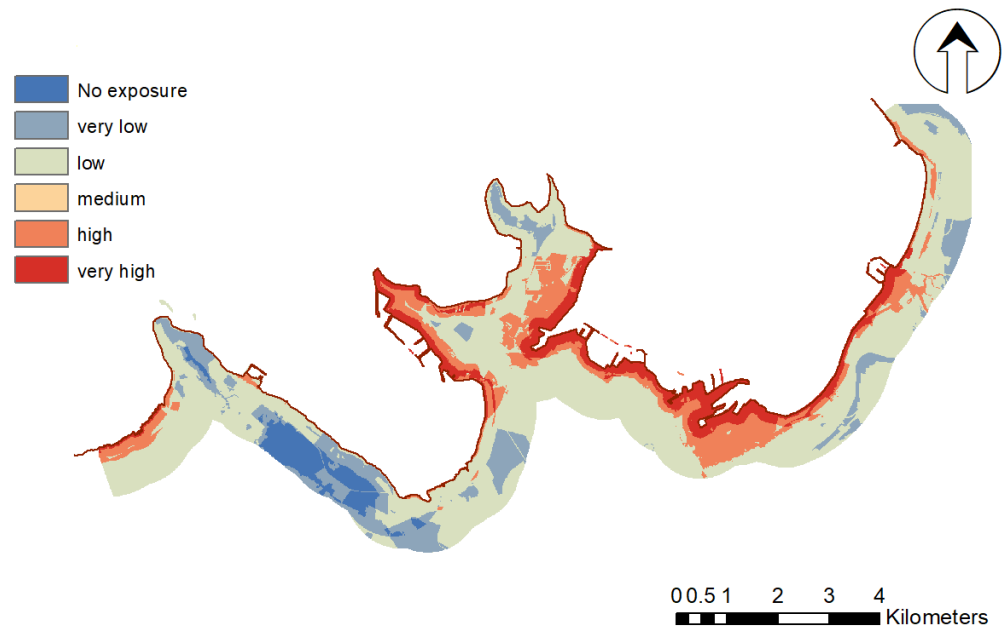 No exposure
very low
low
medium
high
very high
0 0.5 1 2 3 4
Kilometers